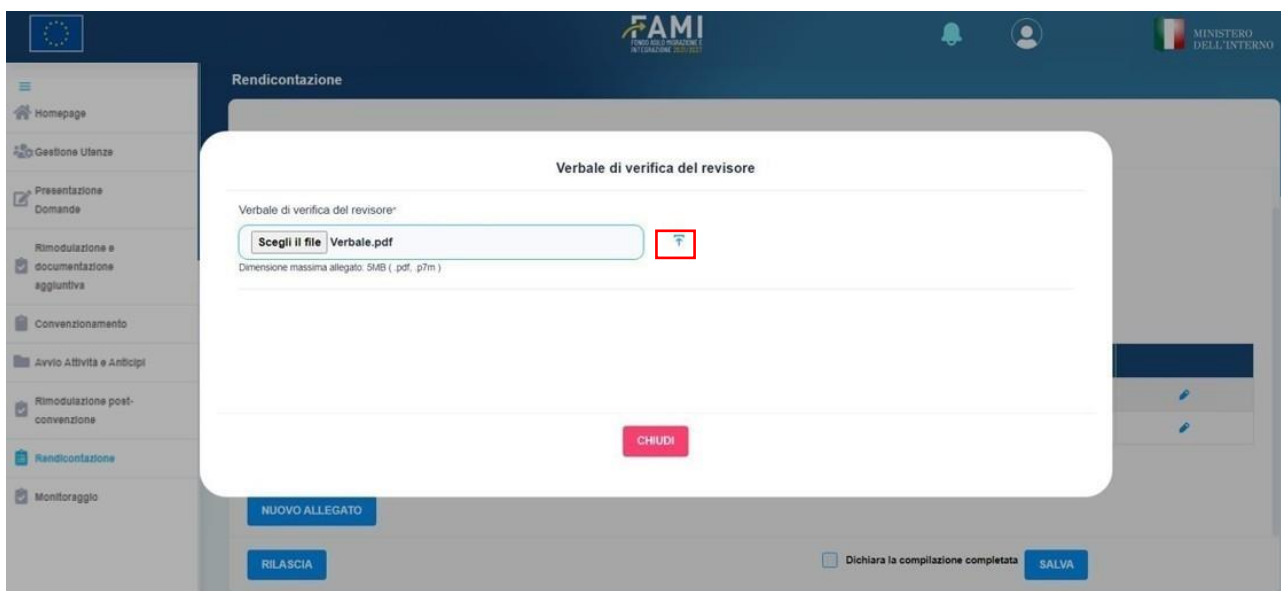 FAMI
FONDO ASILO MIGRAZIONE E
INTEGRAZIONE 2021/2027
MINISTERO
DELL'INTERNO
Rendicontazione
Homepage
Gestione Utenze
Presentazione
Domande
Rimodulazione e
documentazione
aggiuntiva
Convenzionamento
Avvio Attività e Anticipi
Rimodulazione post-
convenzione
Rendicontazione
Monitoraggio
Verbale di verifica del revisore
Verbale di verifica del revisore*
Scegli il file Verbale.pdf
Dimensione massima allegato: 5MB ( .pdf, .p7m )
CHIUDI
NUOVO ALLEGATO
RILASCIA
Dichiara la compilazione completata
SALVA